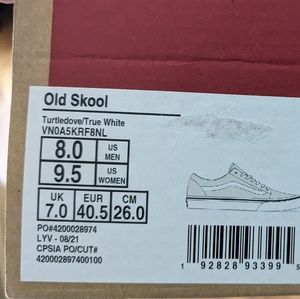 Old Skool
Turtledove/True White
VN0A5KRF8NL
8.0 US MEN
9.5 US WOMEN
UK EUR CM
7.0 40.5 26.0
PO#4200028974
LYV - 08/21
CPSIA PO/CUT#
420002897400100
1 92828 93399 5